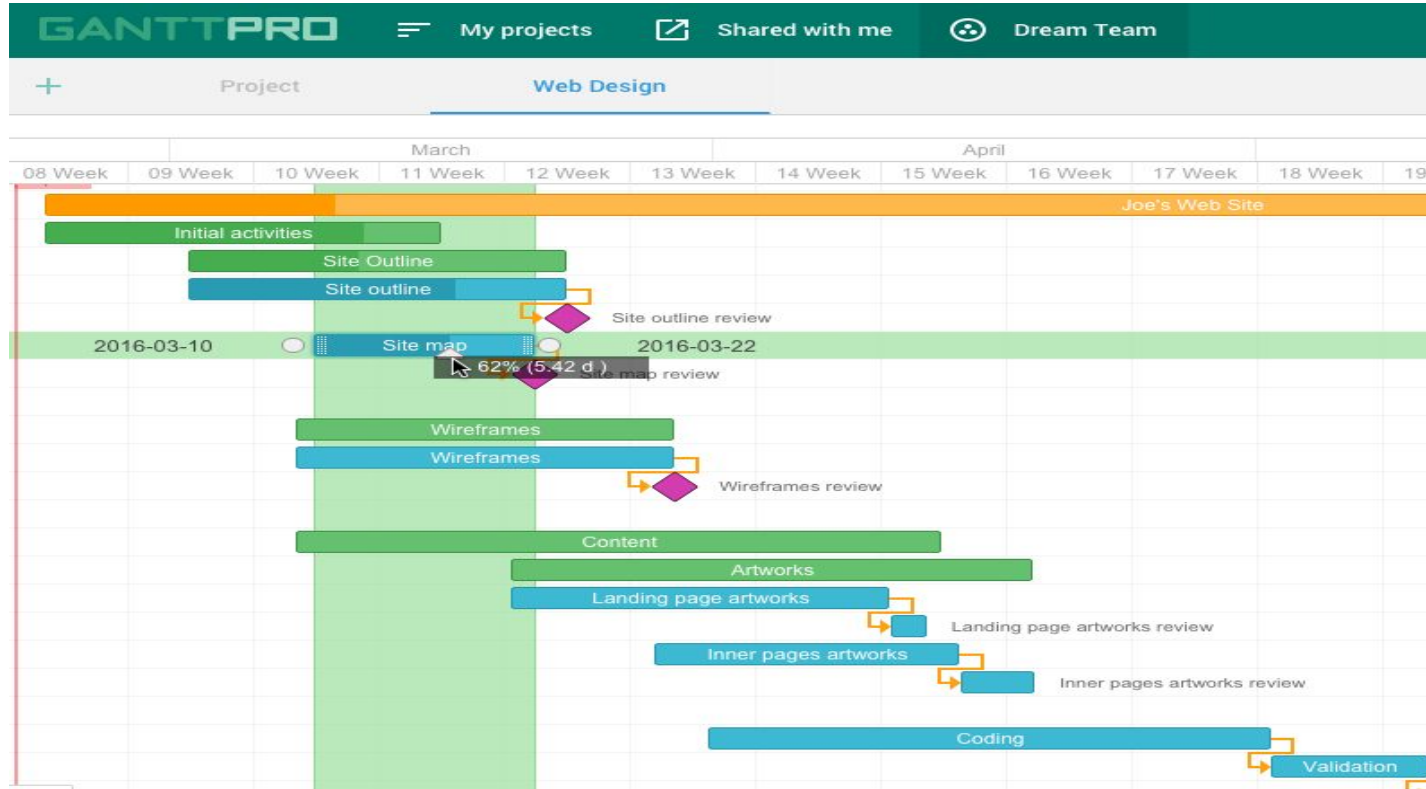 GANTTPRO My projects Shared with me Dream Team
+ Project Web Design
March April
08 Week 09 Week 10 Week 11 Week 12 Week 13 Week 14 Week 15 Week 16 Week 17 Week 18 Week 19
Joe's Web Site
Initial activities
Site Outline
Site outline
Site outline review
2016-03-10 Site map 2016-03-22
62% (5.42 d )
Site map review
Wireframes
Wireframes
Wireframes review
Content
Artworks
Landing page artworks
Landing page artworks review
Inner pages artworks
Inner pages artworks review
Coding
Validation